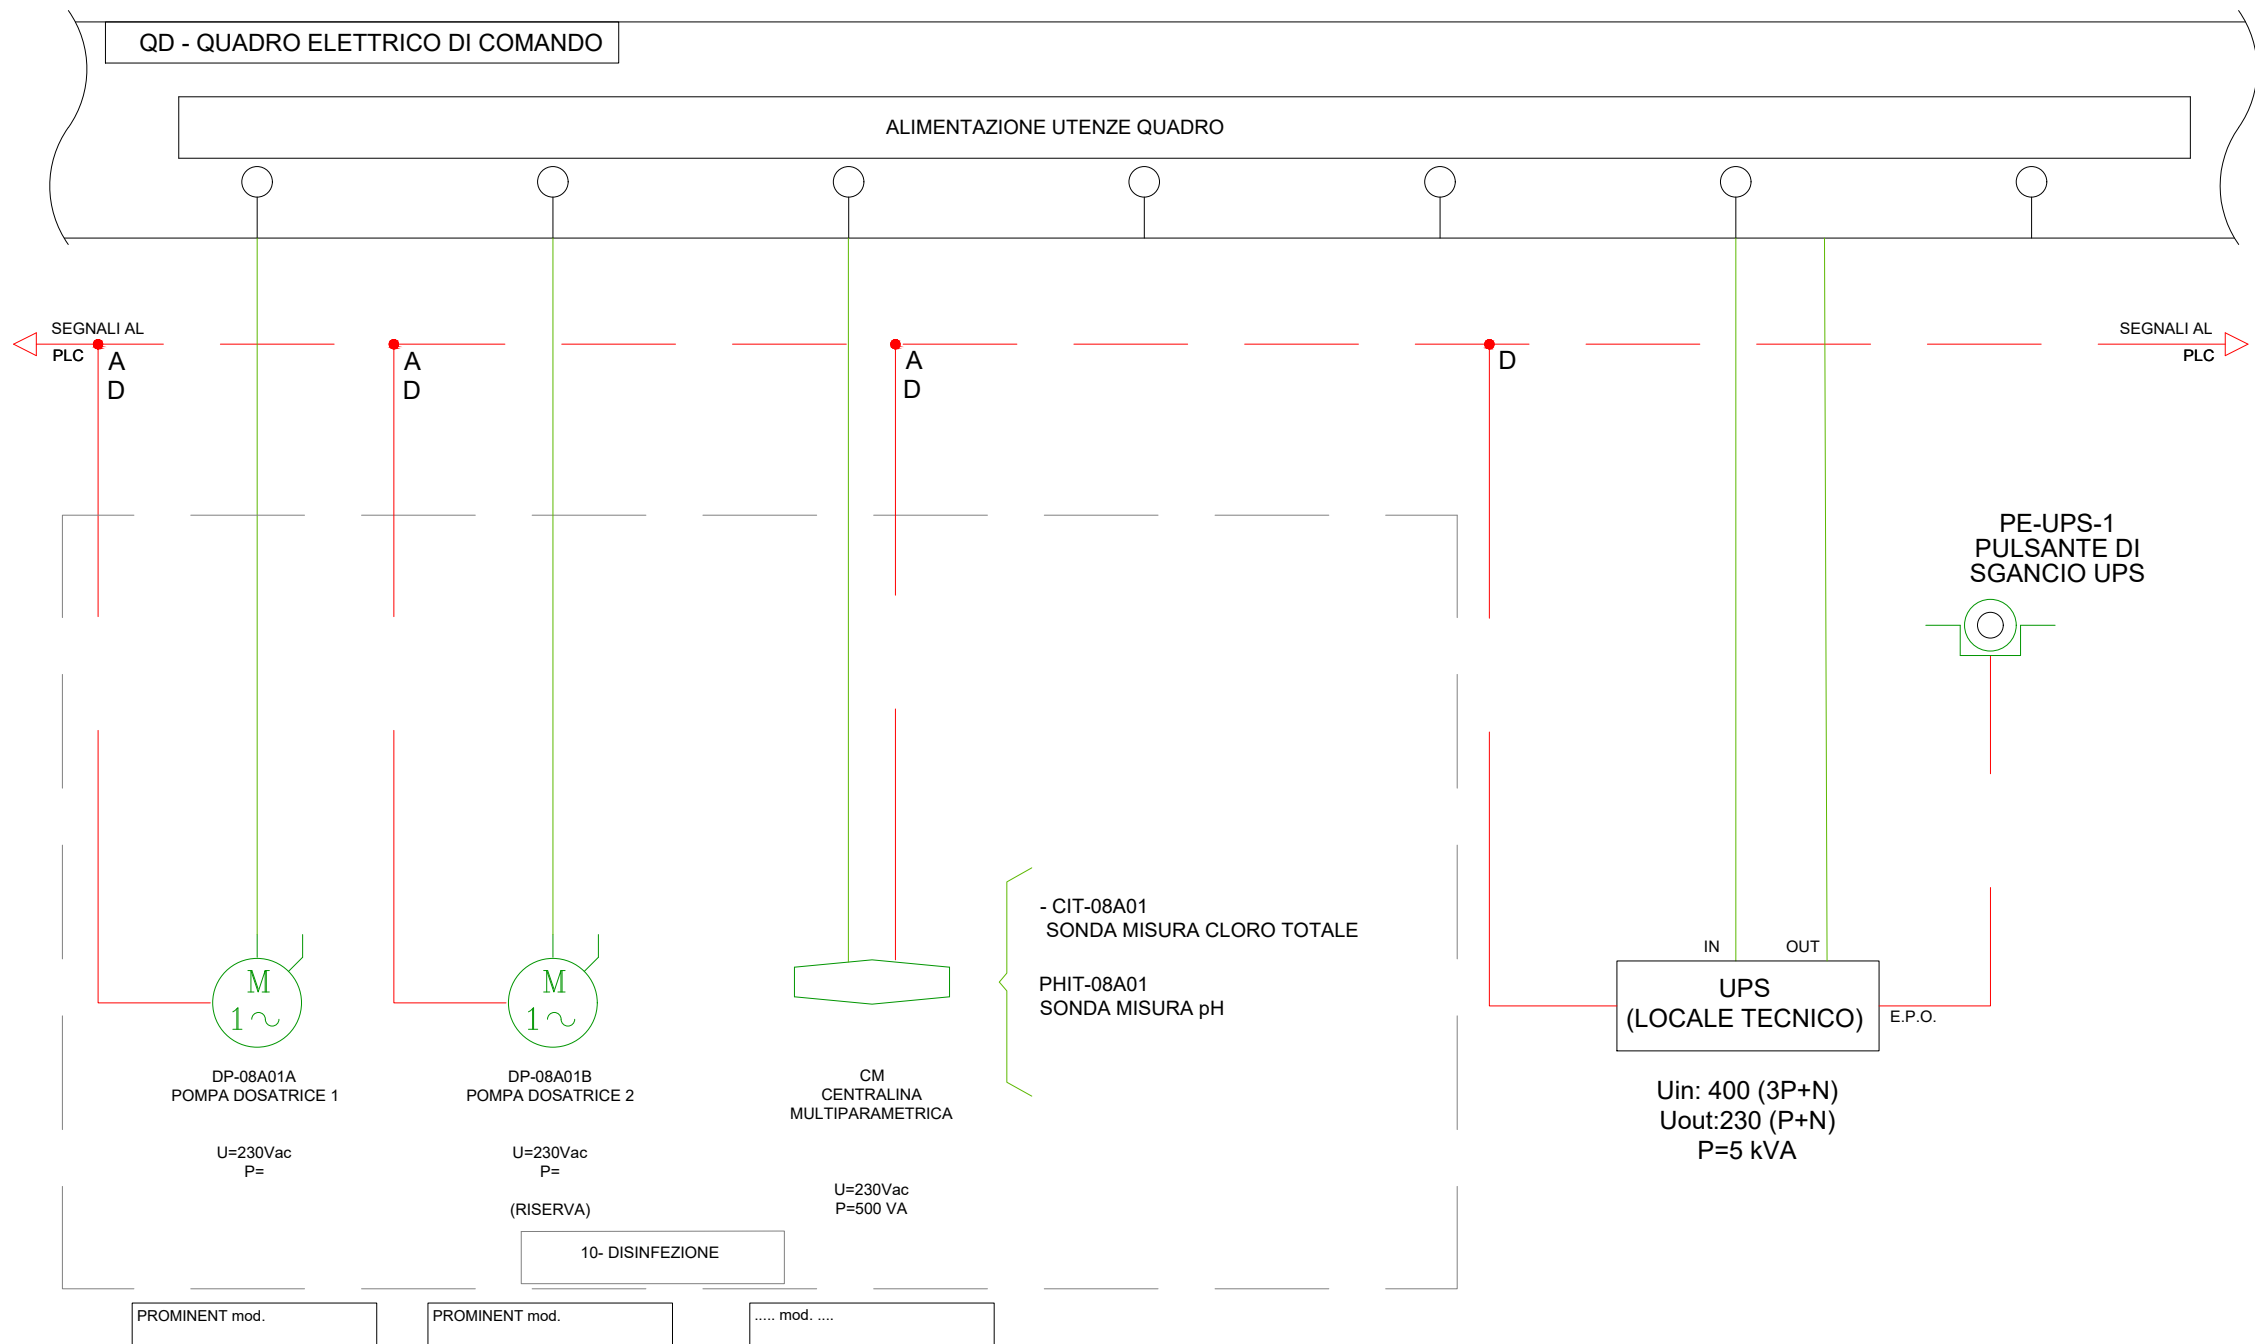 QD - QUADRO ELETTRICO DI COMANDO
ALIMENTAZIONE UTENZE QUADRO
SEGNALI AL
PLC
A
D
A
D
A
D
D
SEGNALI AL
PLC
PE-UPS-1
PULSANTE DI
SGANCIO UPS
- CIT-08A01
SONDA MISURA CLORO TOTALE
PHIT-08A01
SONDA MISURA pH
IN
OUT
UPS
(LOCALE TECNICO)
E.P.O.
Uin: 400 (3P+N)
Uout:230 (P+N)
P=5 kVA
M
1~
DP-08A01A
POMPA DOSATRICE 1
U=230Vac
P=
M
1~
DP-08A01B
POMPA DOSATRICE 2
U=230Vac
P=
(RISERVA)
CM
CENTRALINA
MULTIPARAMETRICA
U=230Vac
P=500 VA
10- DISINFEZIONE
PROMINENT mod.
PROMINENT mod.
..... mod. ....